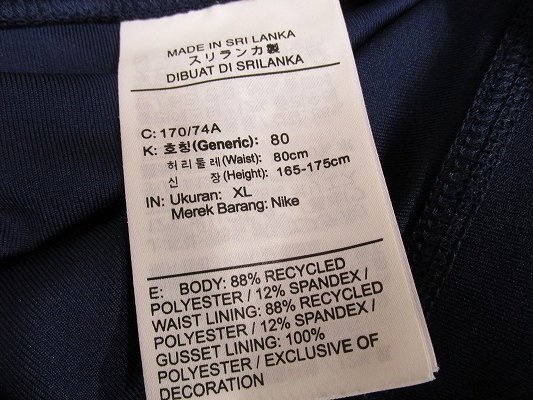 MADE IN SRI LANKA
スリランカ製
DIBUAT DI SRILANKA
C: 170/74A
K: 호칭(Generic): 80
허리둘레(Waist): 80cm
신 장(Height): 165-175cm
IN: Ukuran: XL
Merek Barang: Nike
E: BODY: 88% RECYCLED
POLYESTER / 12% SPANDEX /
WAIST LINING: 88% RECYCLED
POLYESTER / 12% SPANDEX/
GUSSET LINING: 100%
POLYESTER / EXCLUSIVE OF
DECORATION